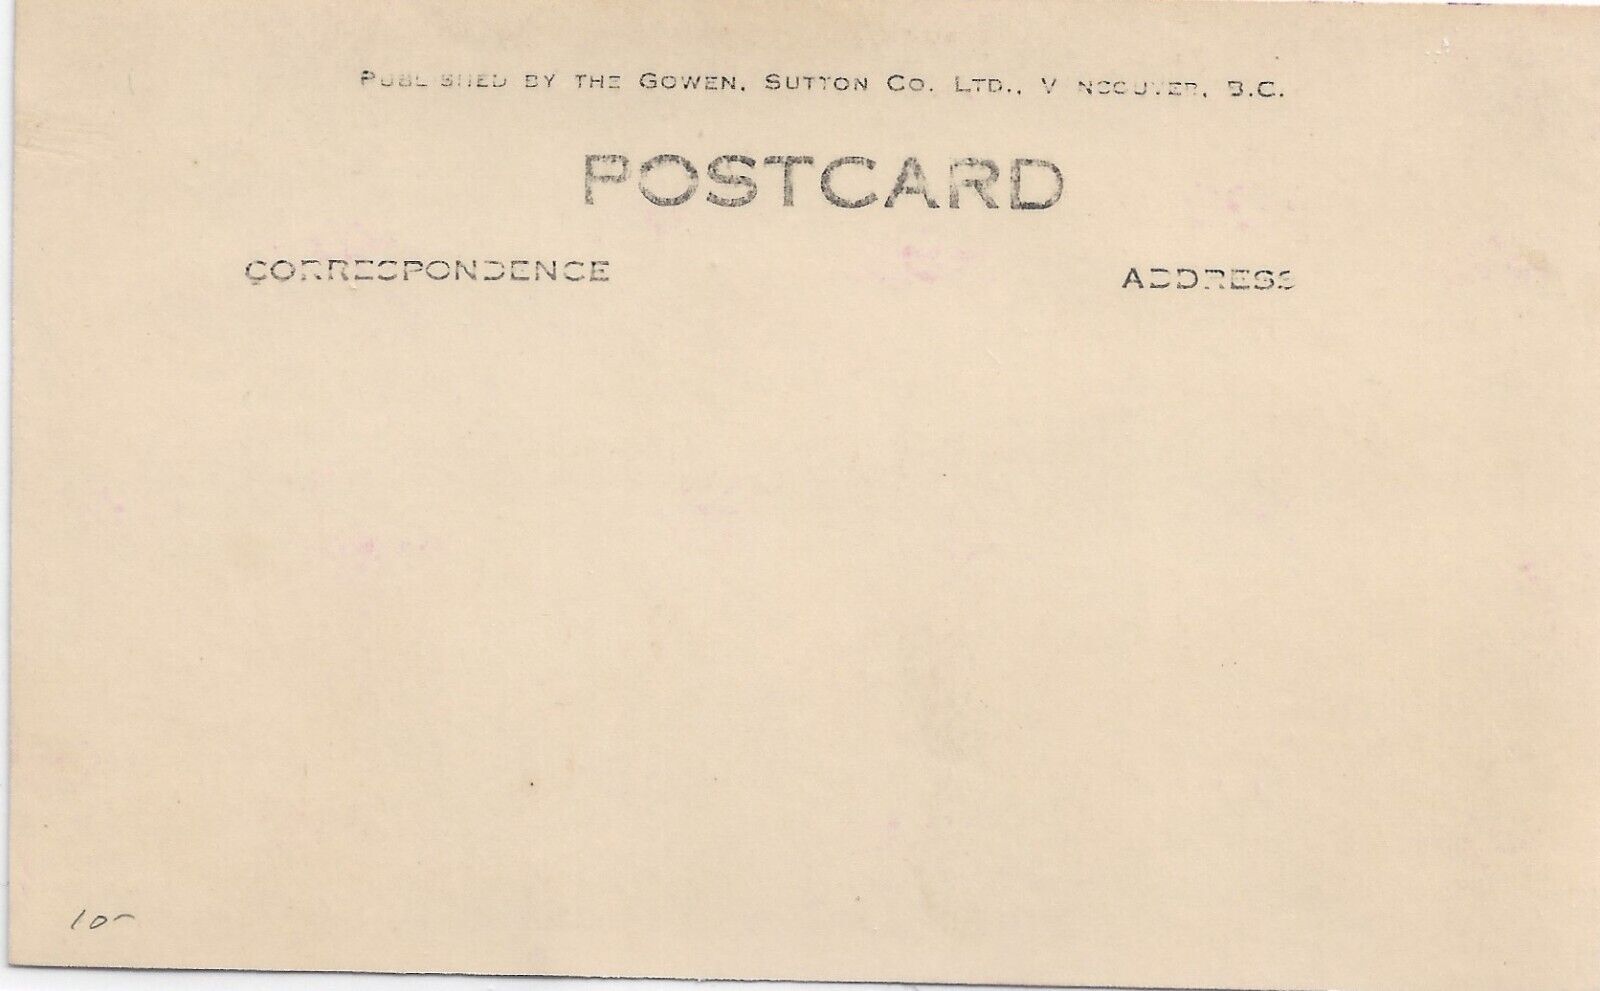 PUBLISHED BY THE GOWEN, SUTTON CO. LTD., VANCOUVER, B.C.
POSTCARD
CORRESPONDENCE
ADDRESS
10-